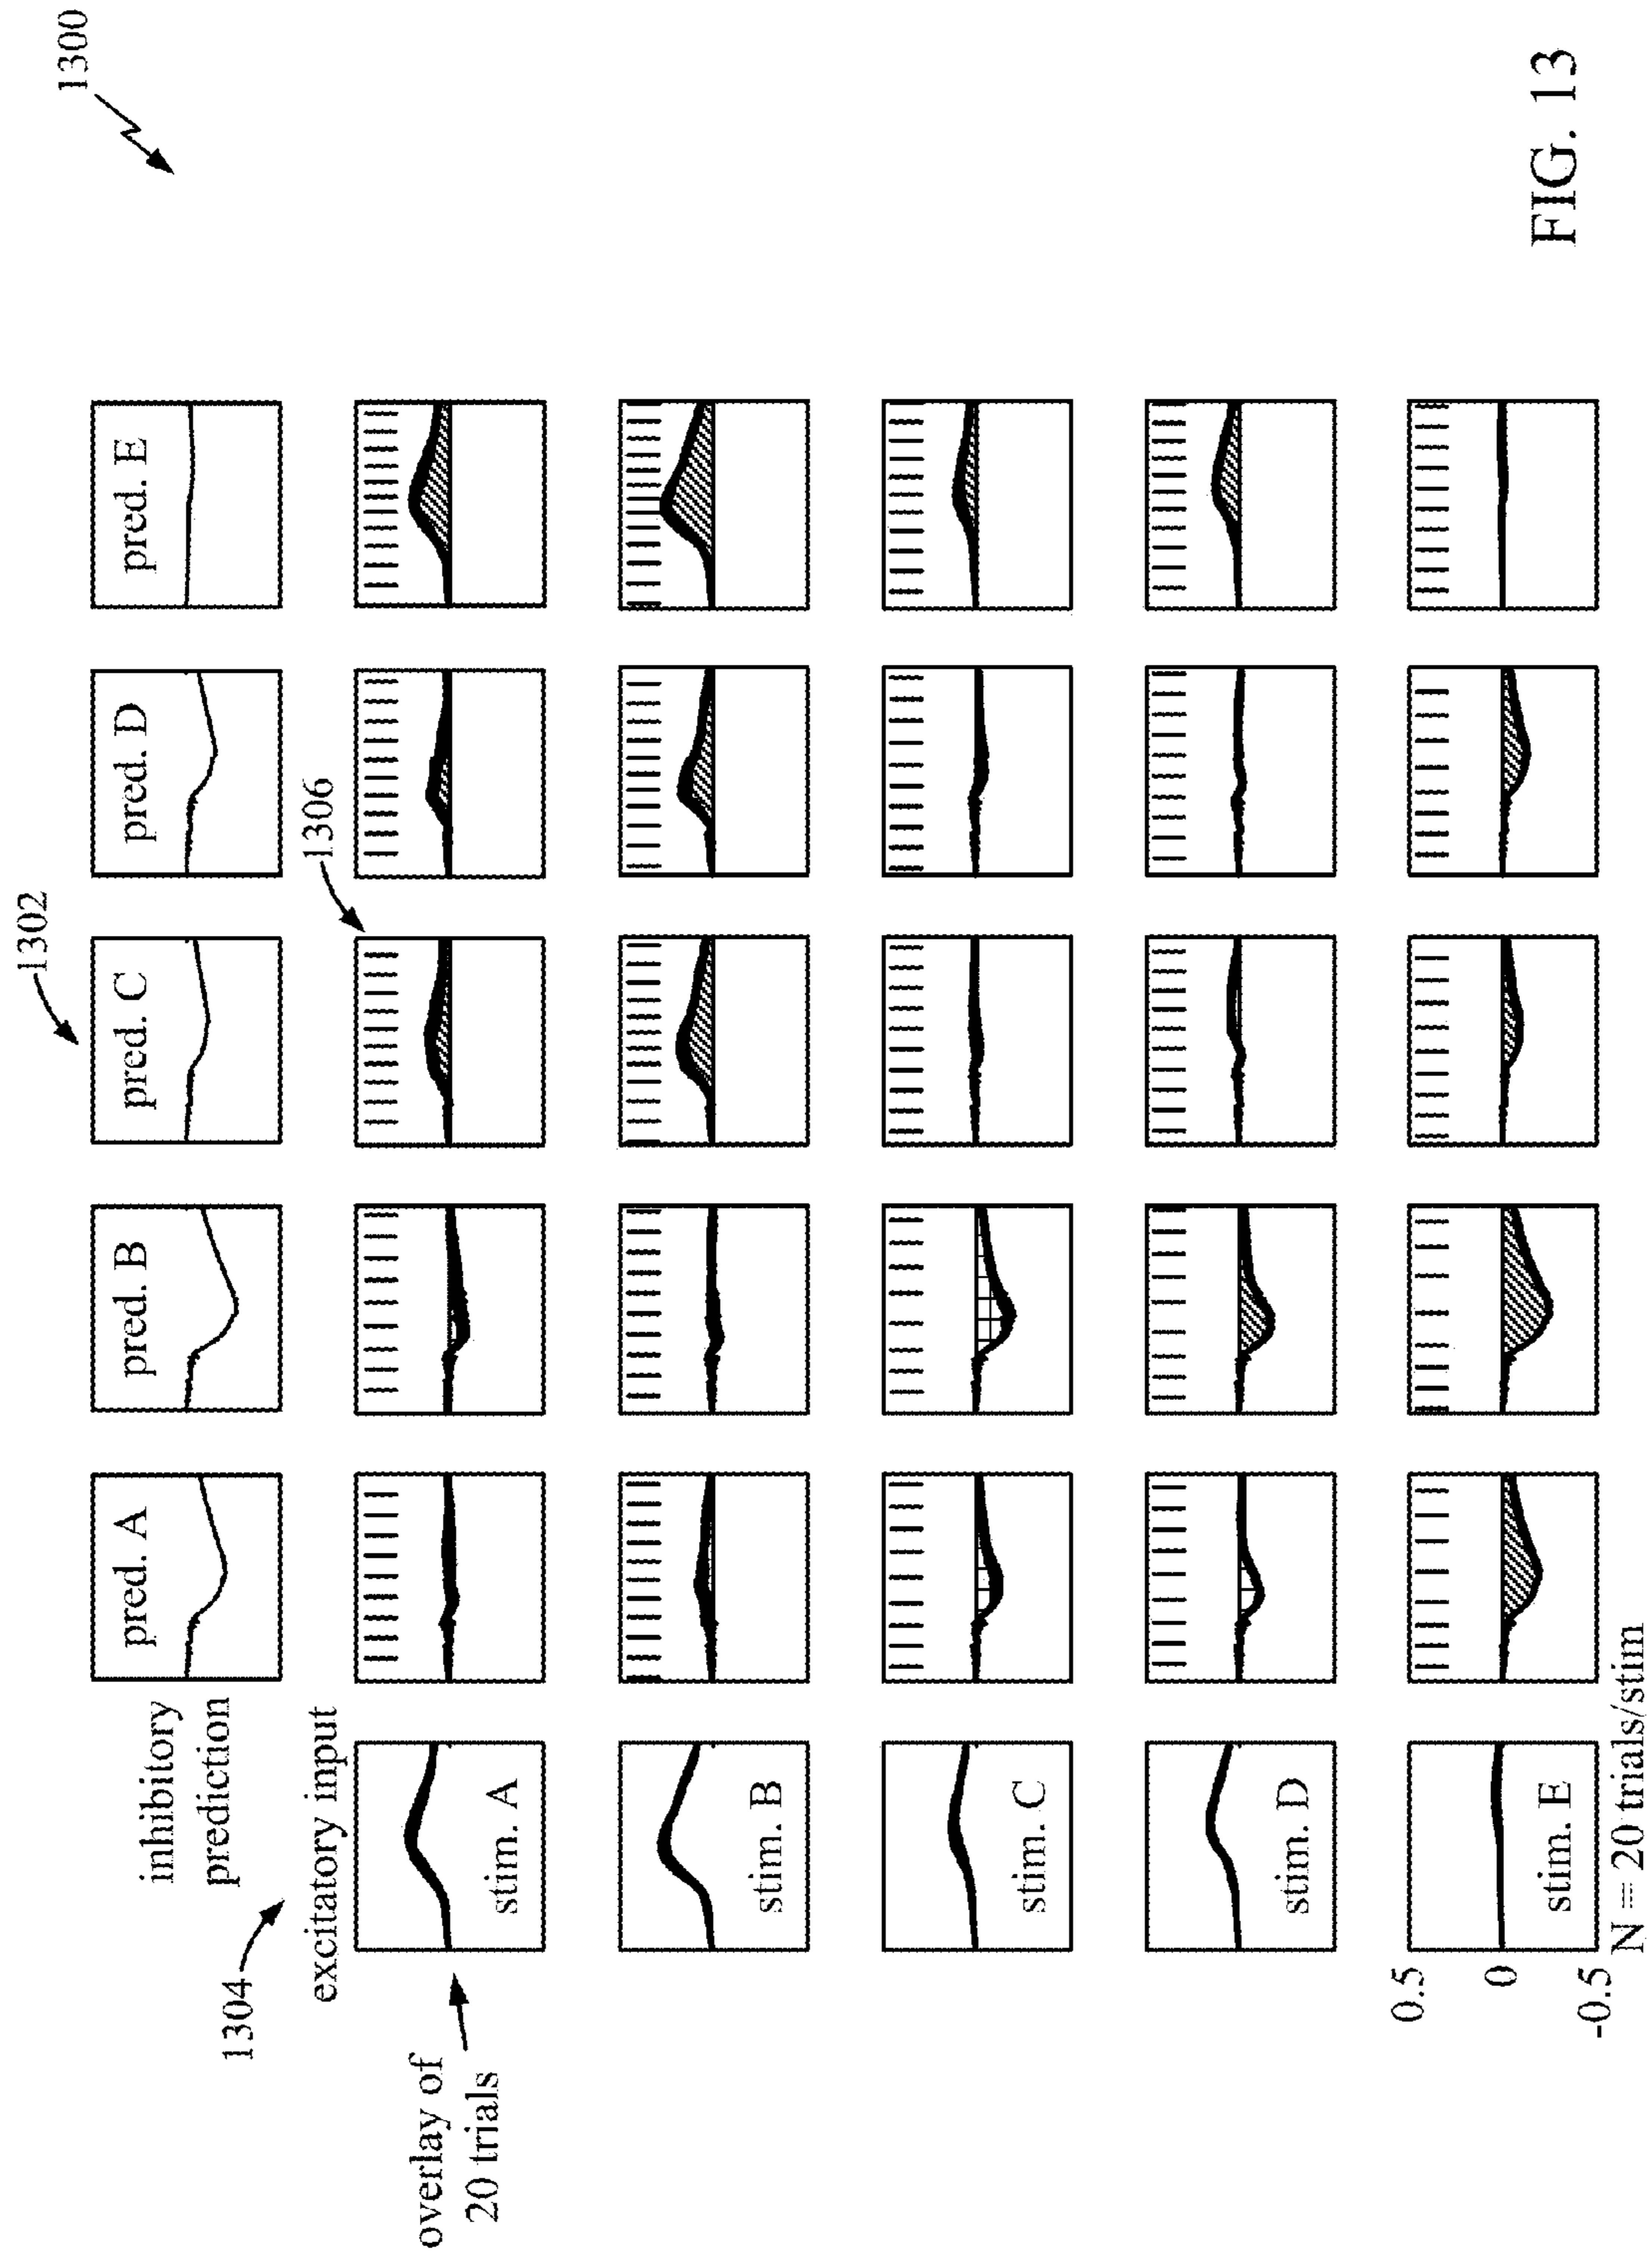 1300
1302
inhibitory
prediction
pred. A
pred. B
pred. C
pred. D
pred. E
1304
excitatory input
1306
overlay of
20 trials
stim. A
stim. B
stim. C
stim. D
0.5
0
-0.5
stim. E
N = 20 trials/stim
FIG. 13